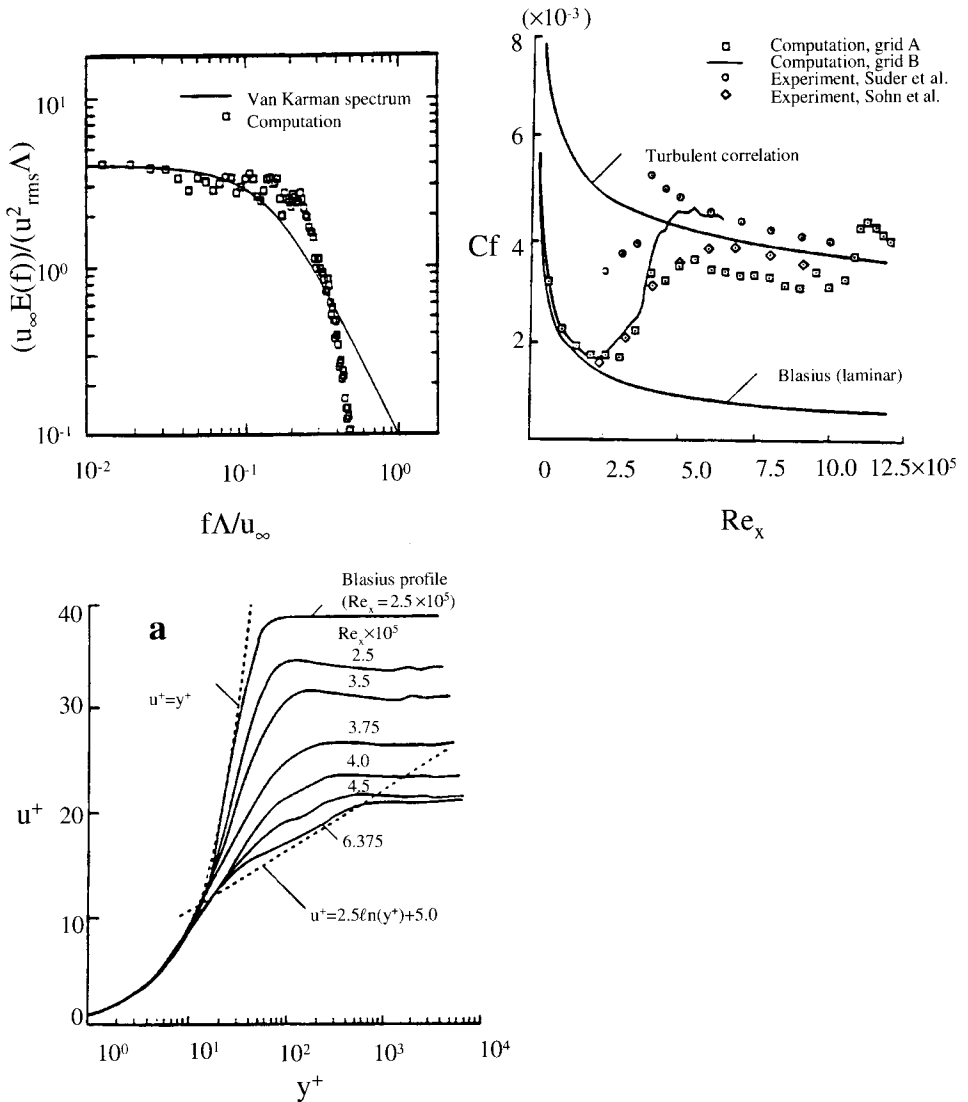 10¹
10⁰
10⁻¹
(u∞E(f))/(u²rmsΛ)
Van Karman spectrum
Computation
10⁻²
10⁻¹
10⁰
fΛ/u∞
(×10⁻³)
8
6
4
2
0
Cf
Computation, grid A
Computation, grid B
Experiment, Suder et al.
Experiment, Sohn et al.
Turbulent correlation
Blasius (laminar)
0
2.5
5.0
7.5
10.0
12.5×10⁵
Reₓ
a
40
30
20
10
0
u⁺
Blasius profile
(Reₓ=2.5×10⁵)
Reₓ×10⁵
2.5
3.5
3.75
4.0
4.5
6.375
u⁺=y⁺
u⁺=2.5ℓn(y⁺)+5.0
10⁰
10¹
10²
10³
10⁴
y⁺